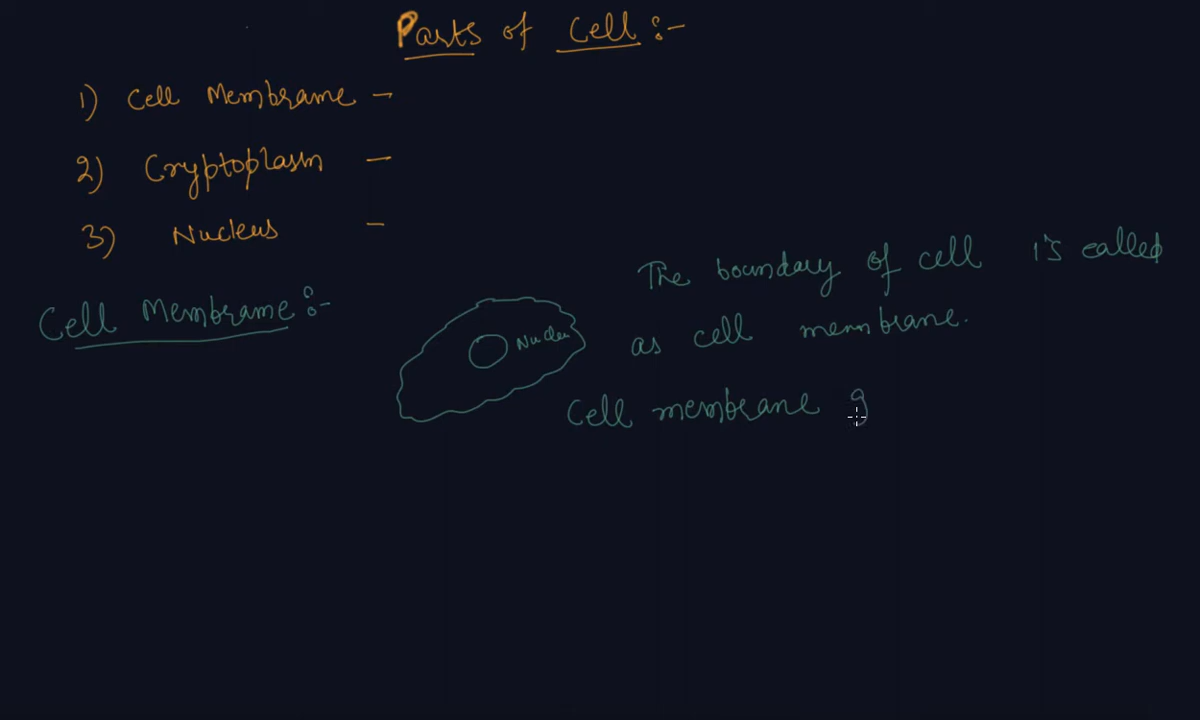 Parts of Cell :-
1) Cell Membrane -
2) Cryptoplasm -
3) Nucleus -
Cell Membrane :-
Nucleu
The boundary of cell is called
as cell membrane.
Cell membrane g